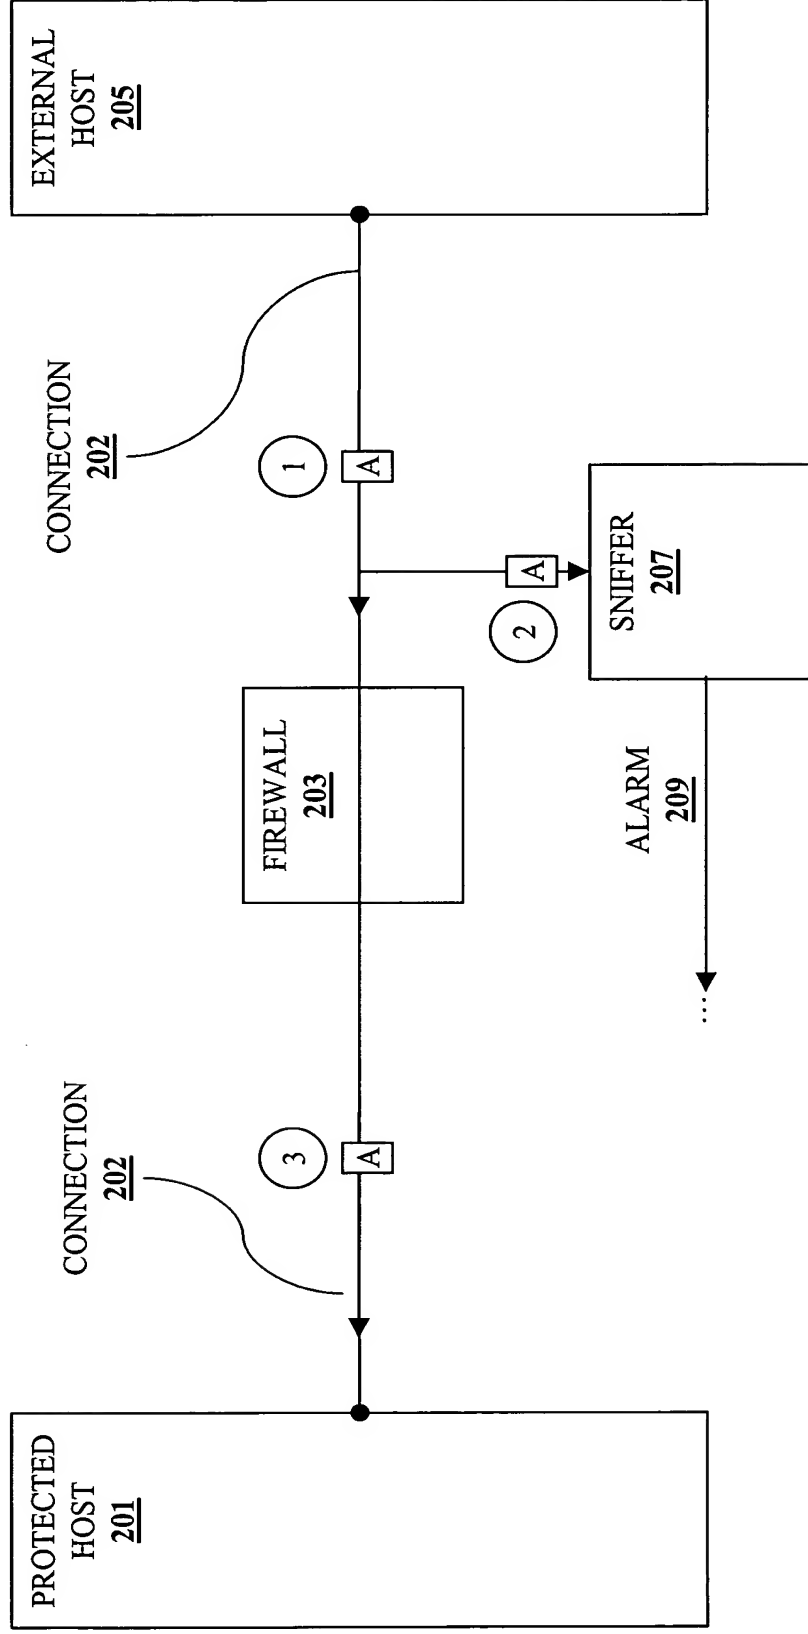 PROTECTED
HOST
201
CONNECTION
202
3
A
FIREWALL
203
CONNECTION
202
1
A
2
A
EXTERNAL
HOST
205
SNIFFER
207
ALARM
209
...